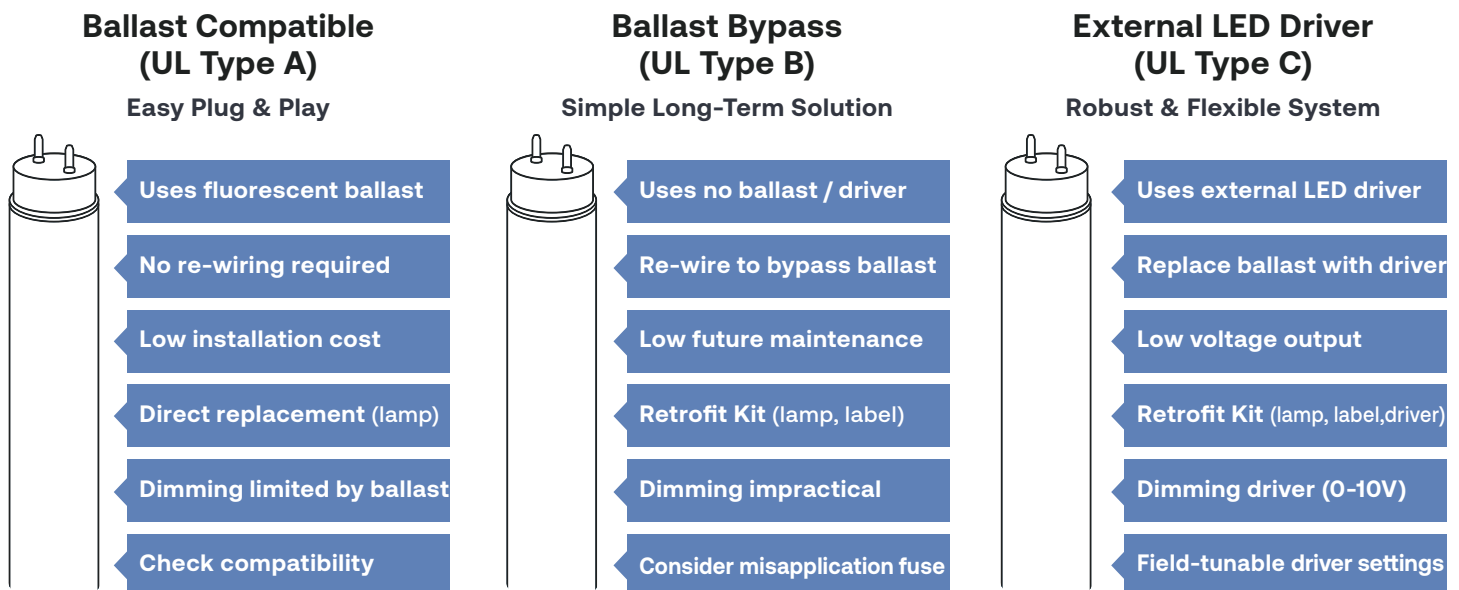 Ballast Compatible
(UL Type A)
Easy Plug & Play
Uses fluorescent ballast
No re-wiring required
Low installation cost
Direct replacement (lamp)
Dimming limited by ballast
Check compatibility
Ballast Bypass
(UL Type B)
Simple Long-Term Solution
Uses no ballast / driver
Re-wire to bypass ballast
Low future maintenance
Retrofit Kit (lamp, label)
Dimming impractical
Consider misapplication fuse
External LED Driver
(UL Type C)
Robust & Flexible System
Uses external LED driver
Replace ballast with driver
Low voltage output
Retrofit Kit (lamp, label,driver)
Dimming driver (0-10V)
Field-tunable driver settings